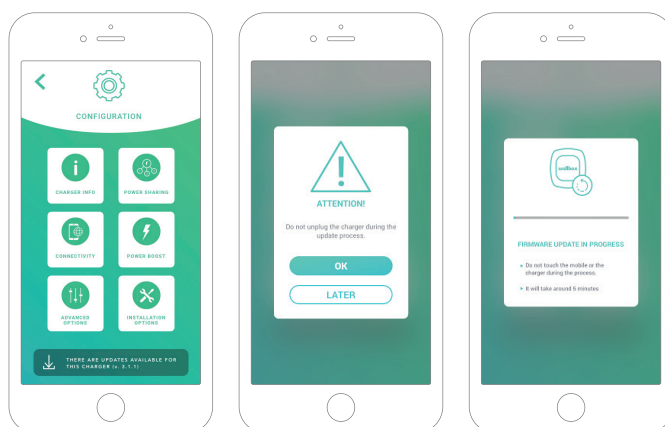 CONFIGURATION
CHARGER INFO
POWER SHARING
CONNECTIVITY
POWER BOOST
ADVANCED
OPTIONS
INSTALLATION
OPTIONS
THERE ARE UPDATES AVAILABLE FOR
THIS CHARGER (v. 3.1.1)
ATTENTION!
Do not unplug the charger during the
update process.
OK
LATER
wallbox
FIRMWARE UPDATE IN PROGRESS
Do not touch the mobile or the
charger during the process.
It will take around 5 minutes